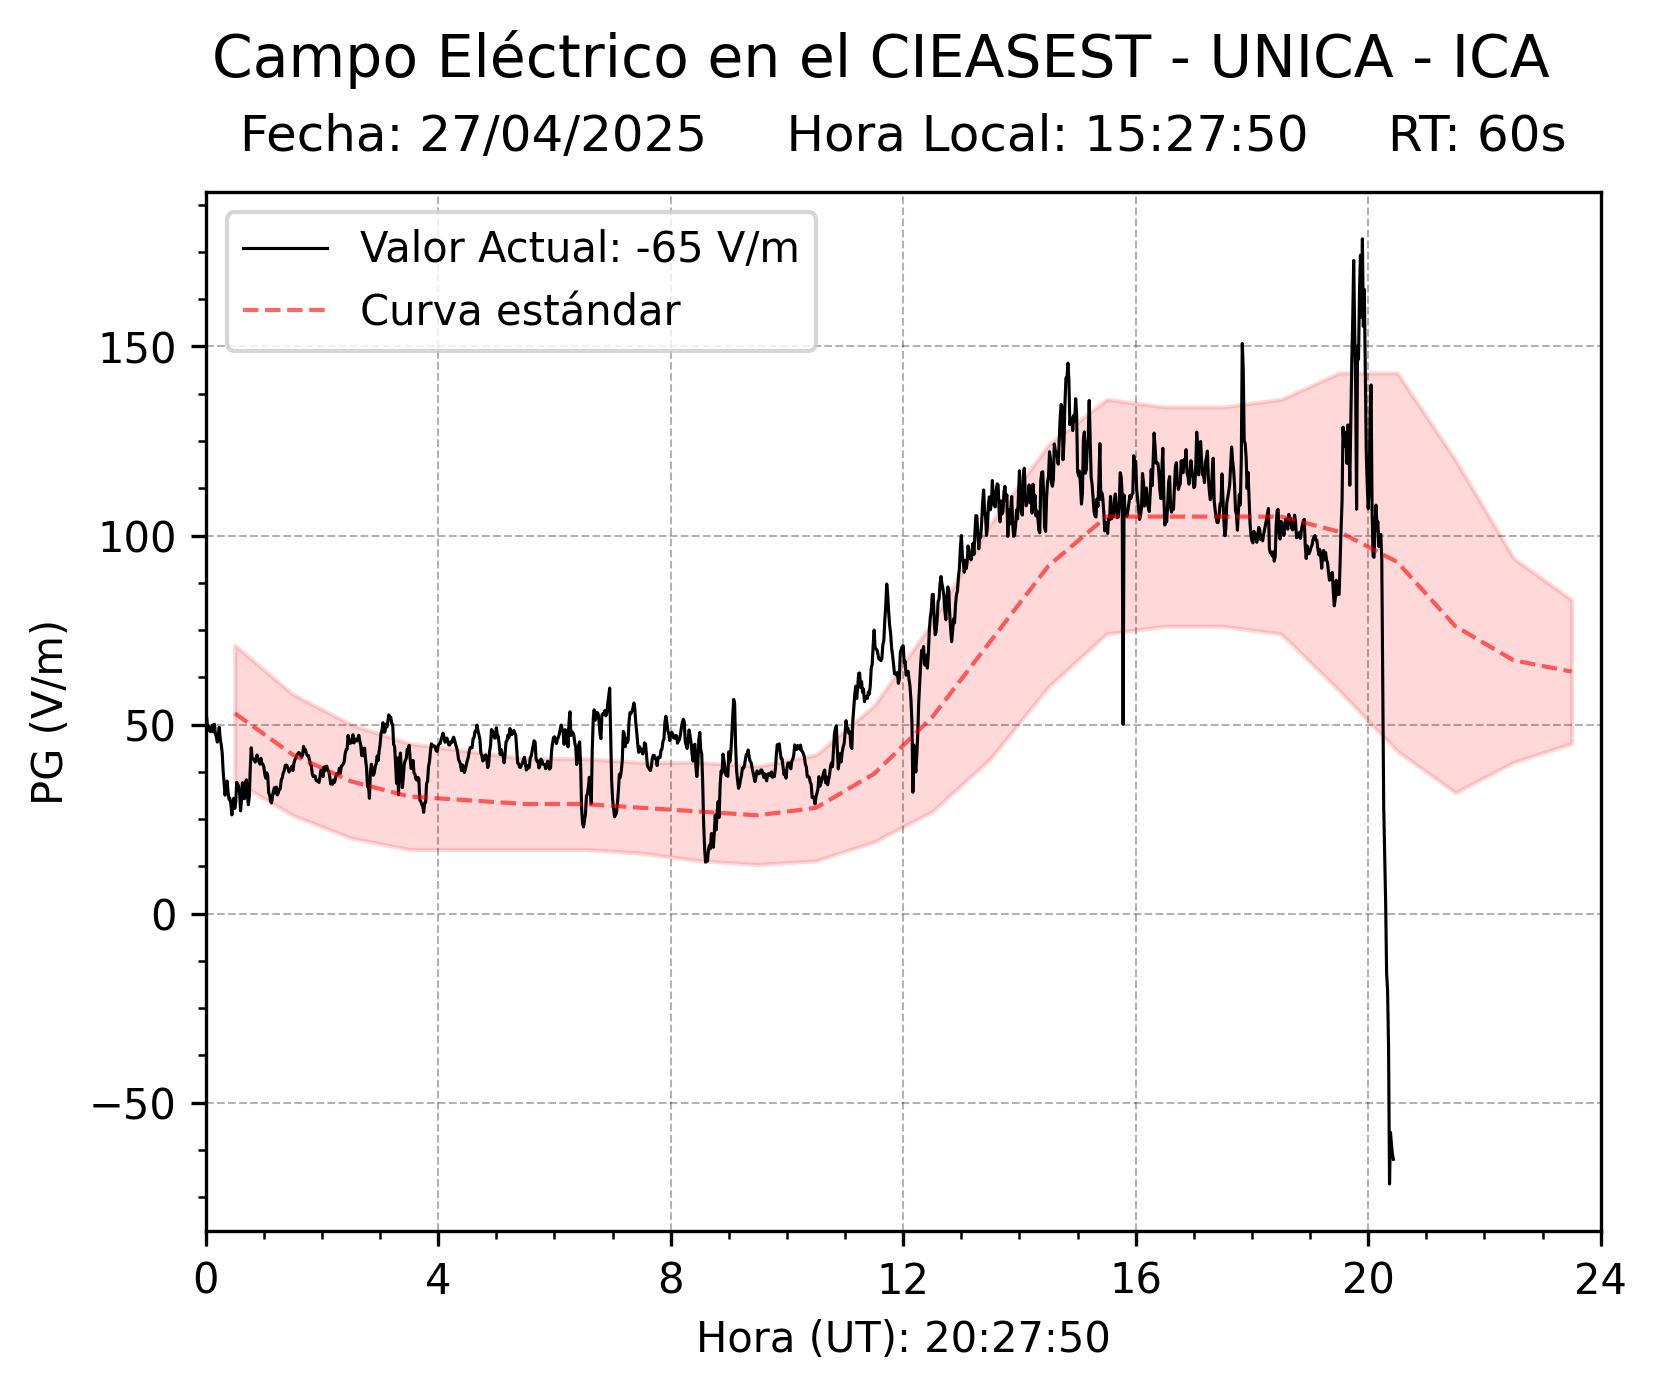 Campo Eléctrico en el CIEASEST - UNICA - ICA
Fecha: 27/04/2025 Hora Local: 15:27:50 RT: 60s
Valor Actual: -65 V/m
Curva estándar
PG (V/m)
150
100
50
0
−50
0 4 8 12 16 20 24
Hora (UT): 20:27:50